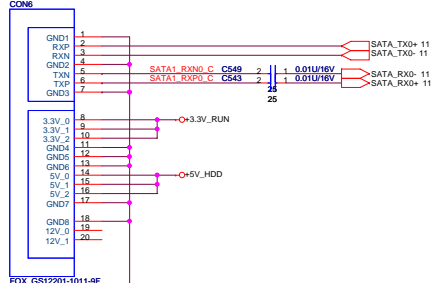 CON6
GND1 1
RXP 2 SATA_TX0+ 11
RXN 3 SATA_TX0- 11
GND2 4
TXN 5 SATA1_RXN0_C C549 2 1 0.01U/16V SATA_RX0- 11
TXP 6 SATA1_RXP0_C C543 2 1 0.01U/16V SATA_RX0+ 11
GND3 7
25
25
3.3V_0 8 +3.3V_RUN
3.3V_1 9
3.3V_2 10
GND4 11
GND5 12
GND6 13
5V_0 14 +5V_HDD
5V_1 15
5V_2 16
GND7 17
GND8 18
12V_0 19
12V_1 20
FOX_GS12201-1011-9F